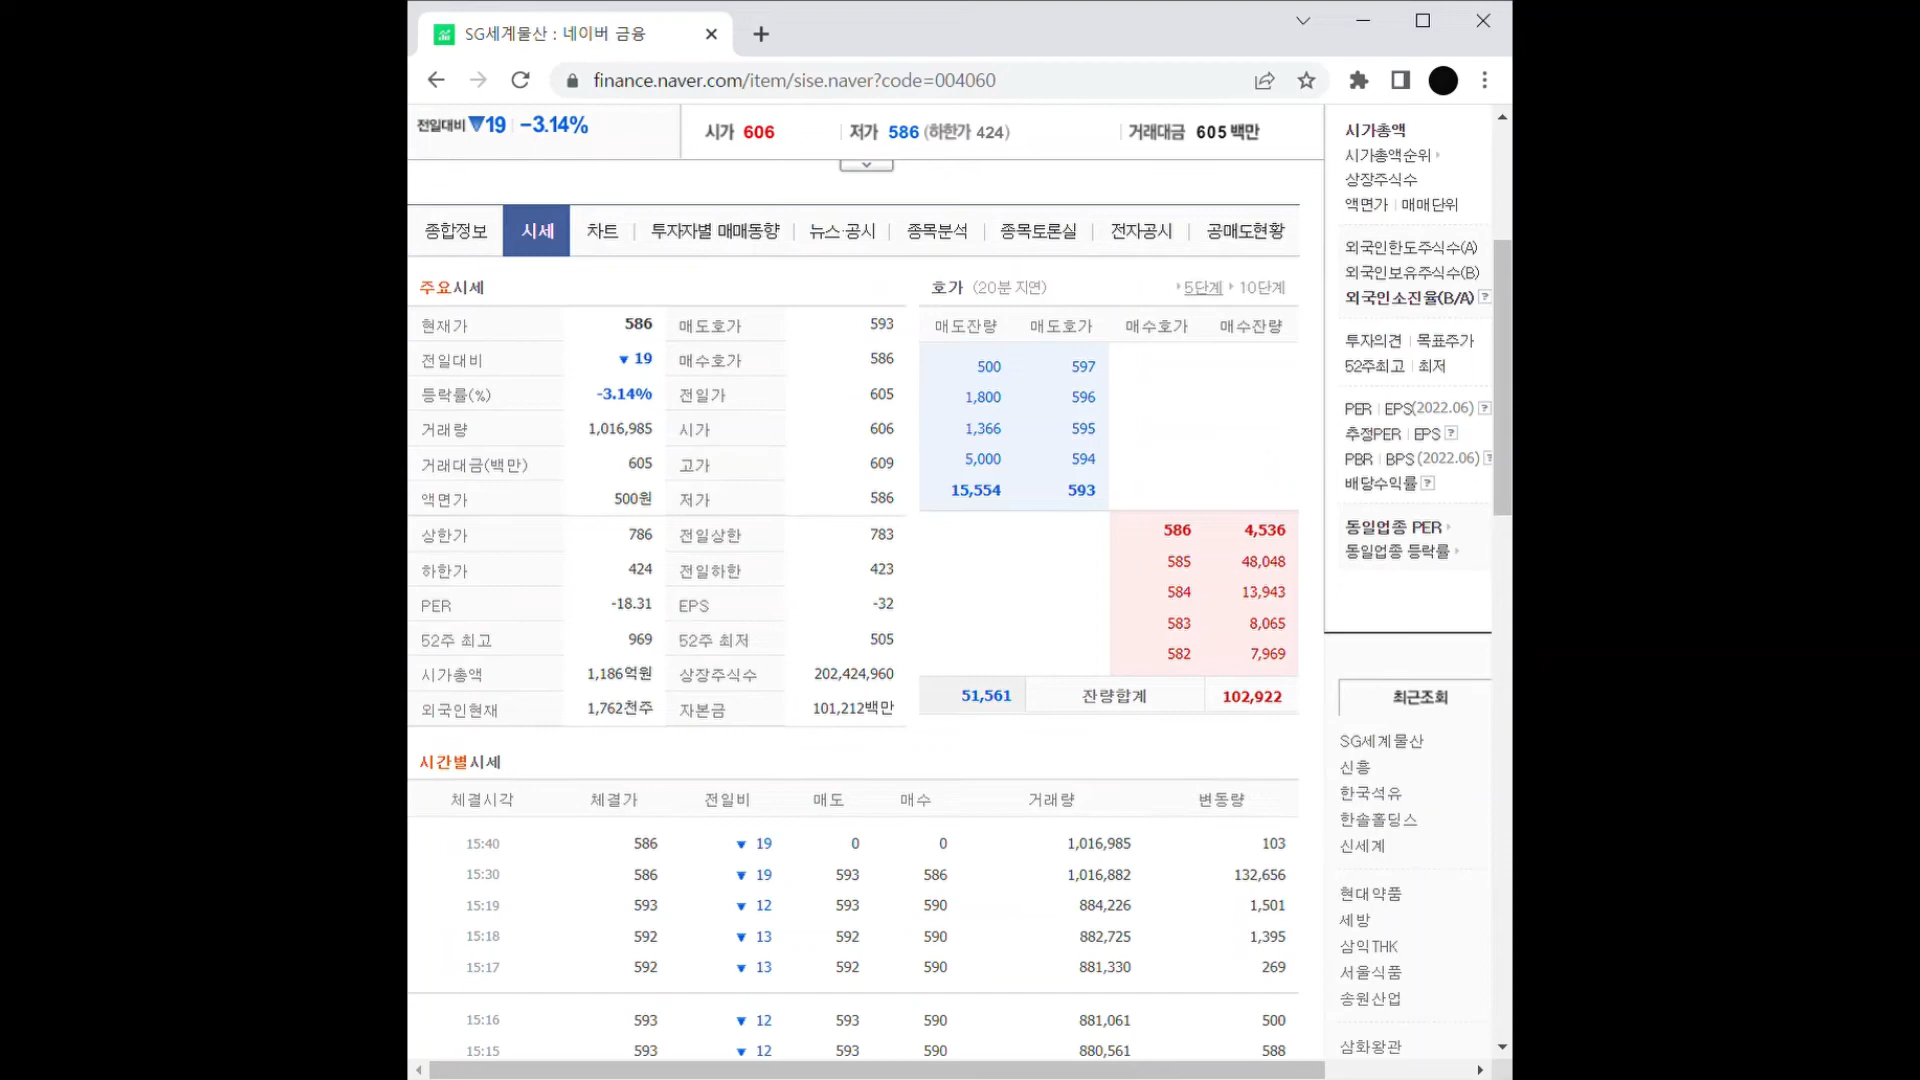 SG세계물산 : 네이버 금융
finance.naver.com/item/sise.naver?code=004060
전일대비 ▼19 | -3.14%
시가 606 | 저가 586 (하한가 424) | 거래대금 605 백만
종합정보 시세 차트 | 투자자별 매매동향 | 뉴스·공시 | 종목분석 | 종목토론실 | 전자공시 | 공매도현황
주요시세
현재가 586 매도호가 593
전일대비 ▼ 19 매수호가 586
등락률(%) -3.14% 전일가 605
거래량 1,016,985 시가 606
거래대금(백만) 605 고가 609
액면가 500원 저가 586
상한가 786 전일상한 783
하한가 424 전일하한 423
PER -18.31 EPS -32
52주 최고 969 52주 최저 505
시가총액 1,186억원 상장주식수 202,424,960
외국인현재 1,762천주 자본금 101,212백만
호가 (20분 지연) 5단계 10단계
매도잔량 매도호가 매수호가 매수잔량
500 597
1,800 596
1,366 595
5,000 594
15,554 593
586 4,536
585 48,048
584 13,943
583 8,065
582 7,969
51,561 잔량합계 102,922
시간별시세
체결시각 체결가 전일비 매도 매수 거래량 변동량
15:40 586 ▼ 19 0 0 1,016,985 103
15:30 586 ▼ 19 593 586 1,016,882 132,656
15:19 593 ▼ 12 593 590 884,226 1,501
15:18 592 ▼ 13 592 590 882,725 1,395
15:17 592 ▼ 13 592 590 881,330 269
15:16 593 ▼ 12 593 590 881,061 500
15:15 593 ▼ 12 593 590 880,561 588
시가총액
시가총액순위
상장주식수
액면가 | 매매단위
외국인한도주식수(A)
외국인보유주식수(B)
외국인소진율(B/A) ?
투자의견 | 목표주가
52주최고 | 최저
PER | EPS(2022.06) ?
추정PER | EPS ?
PBR | BPS (2022.06) ?
배당수익률 ?
동일업종 PER
동일업종 등락률
최근조회
SG세계물산
신흥
한국석유
한솔홀딩스
신세계
현대약품
세방
삼익THK
서울식품
송원산업
삼화왕관